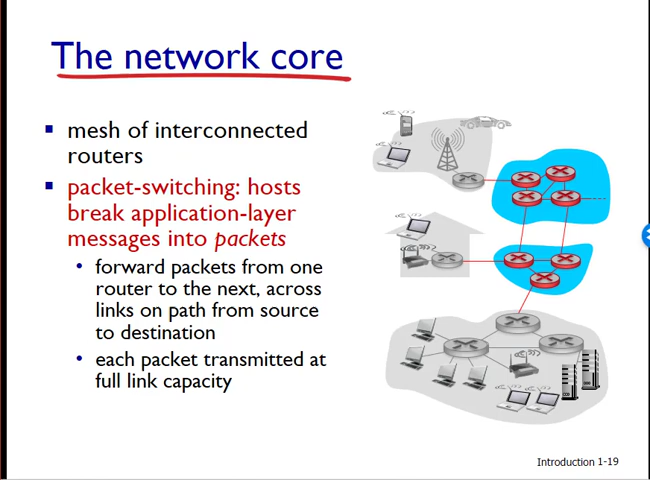 The network core
▪ mesh of interconnected
routers
▪ packet-switching: hosts
break application-layer
messages into packets
• forward packets from one
router to the next, across
links on path from source
to destination
• each packet transmitted at
full link capacity
Introduction 1-19